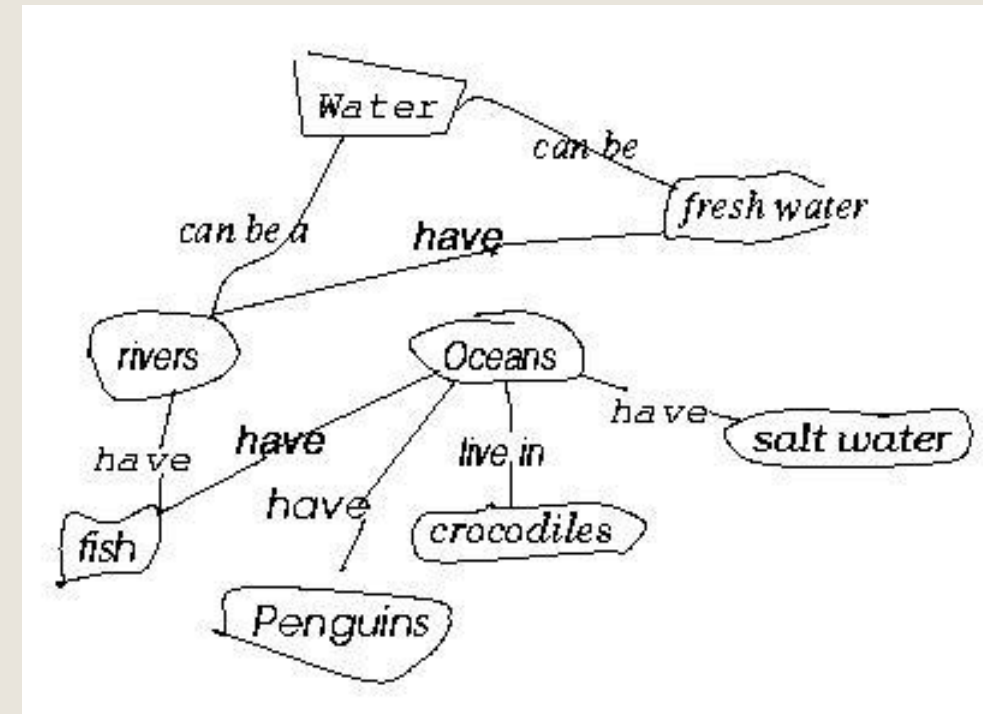 Water
can be
fresh water
can be a
have
rivers
Oceans
have
salt water
have
have
live in
have
crocodiles
fish
Penguins